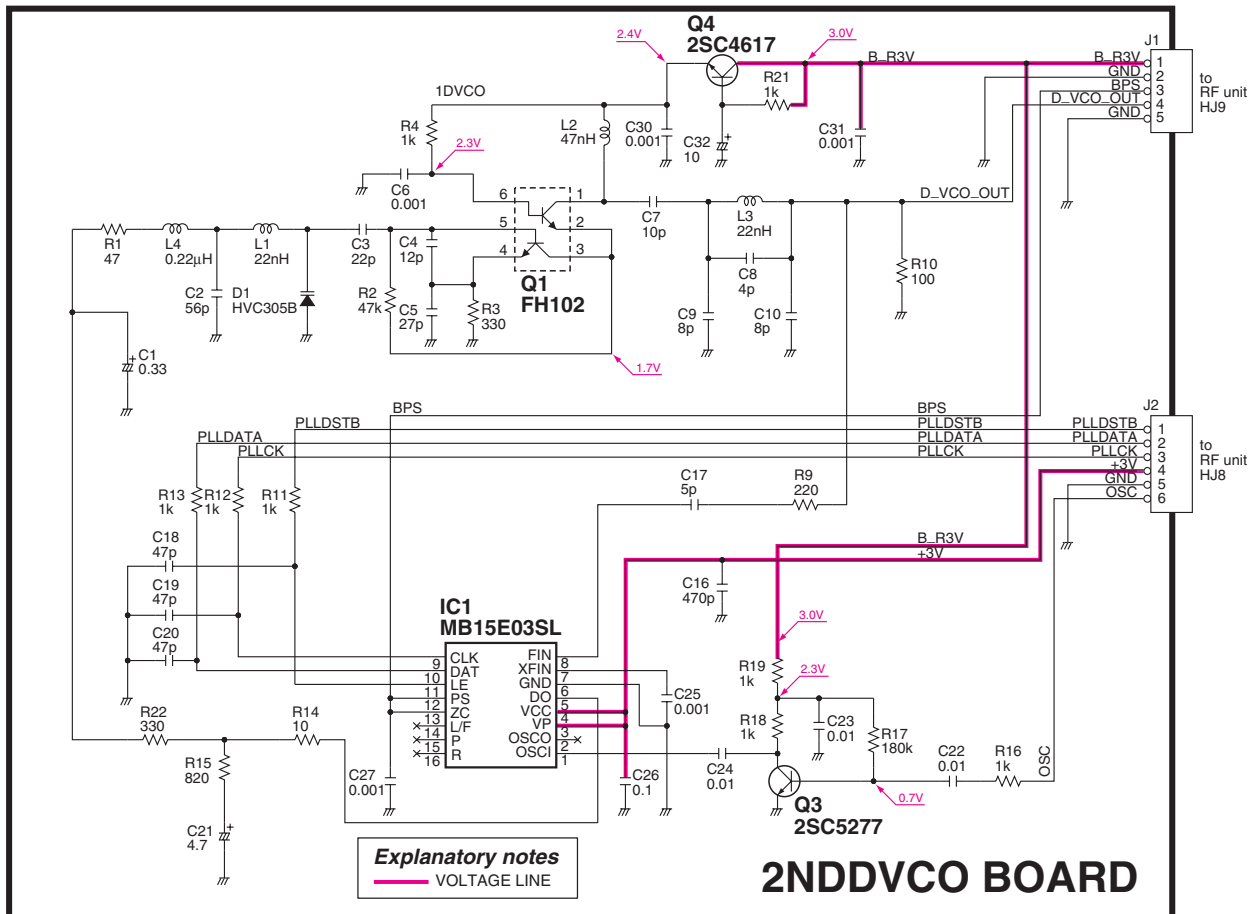 Q4
2SC4617
2.4V
3.0V
B_R3V
B_R3V
J1
1
GND
2
BPS
3
D_VCO_OUT
4
GND
5
to
RF unit
HJ9
R21
1k
1DVCO
R4
1k
2.3V
L2
47nH
C30
0.001
C32
10
+
C31
0.001
C6
0.001
6
1
5
2
4
3
Q1
FH102
C7
10p
L3
22nH
D_VCO_OUT
R1
47
L4
0.22µH
L1
22nH
C3
22p
C4
12p
C2
56p
D1
HVC305B
R2
47k
C5
27p
R3
330
C8
4p
C9
8p
C10
8p
R10
100
C1
0.33
+
1.7V
BPS
BPS
PLLDSTB
PLLDSTB
PLLDSTB
PLLDATA
PLLDATA
PLLDATA
PLLCK
PLLCK
PLLCK
J2
1
2
3
+3V
4
GND
5
OSC
6
to
RF unit
HJ8
R13
1k
R12
1k
R11
1k
C17
5p
R9
220
C18
47p
C19
47p
C20
47p
B_R3V
+3V
C16
470p
IC1
MB15E03SL
CLK
9
DAT
10
LE
11
PS
12
ZC
13
L/F
14
P
15
R
16
FIN
8
XFIN
7
GND
6
DO
5
VCC
4
VP
3
OSCO
2
OSCI
1
C25
0.001
3.0V
R19
1k
2.3V
R18
1k
C23
0.01
R17
180k
C22
0.01
R16
1k
OSC
R22
330
R14
10
R15
820
C21
4.7
+
C27
0.001
C26
0.1
C24
0.01
Q3
2SC5277
0.7V
Explanatory notes
VOLTAGE LINE
2NDDVCO BOARD